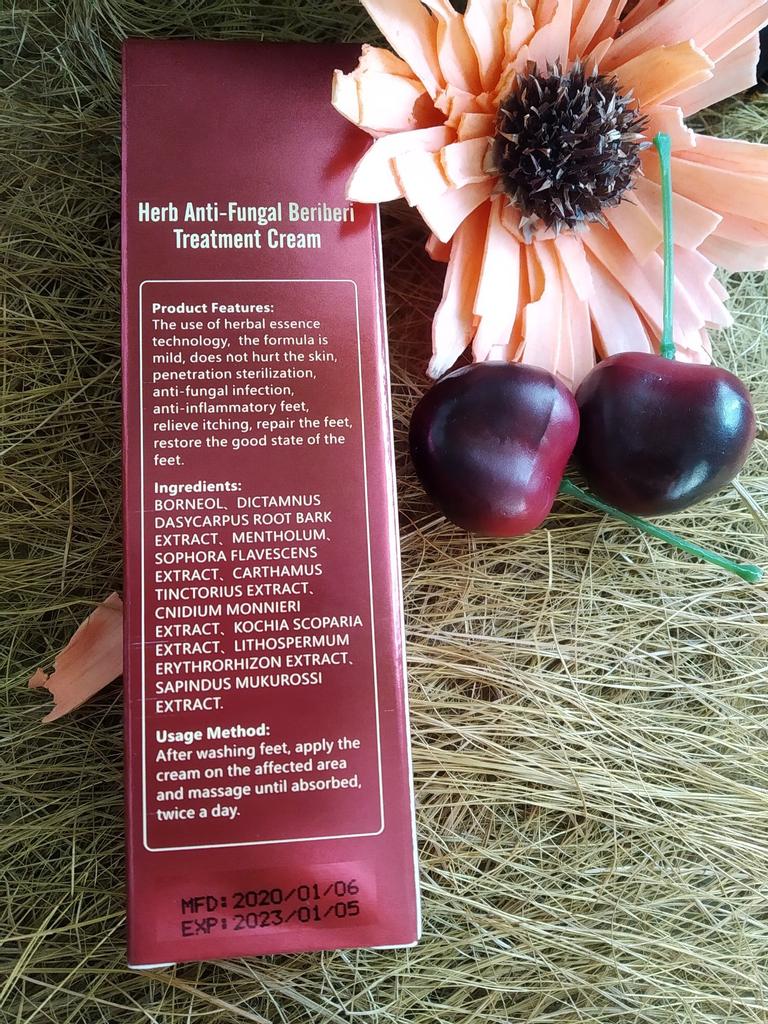 Herb Anti-Fungal Beriberi
Treatment Cream
Product Features:
The use of herbal essence
technology, the formula is
mild, does not hurt the skin,
penetration sterilization,
anti-fungal infection,
anti-inflammatory feet,
relieve itching, repair the feet,
restore the good state of the
feet.
Ingredients:
BORNEOL、DICTAMNUS
DASYCARPUS ROOT BARK
EXTRACT、MENTHOLUM、
SOPHORA FLAVESCENS
EXTRACT、CARTHAMUS
TINCTORIUS EXTRACT、
CNIDIUM MONNIERI
EXTRACT、KOCHIA SCOPARIA
EXTRACT、LITHOSPERMUM
ERYTHRORHIZON EXTRACT、
SAPINDUS MUKUROSSI
EXTRACT.
Usage Method:
After washing feet, apply the
cream on the affected area
and massage until absorbed,
twice a day.
MFD:2020/01/06
EXP:2023/01/05